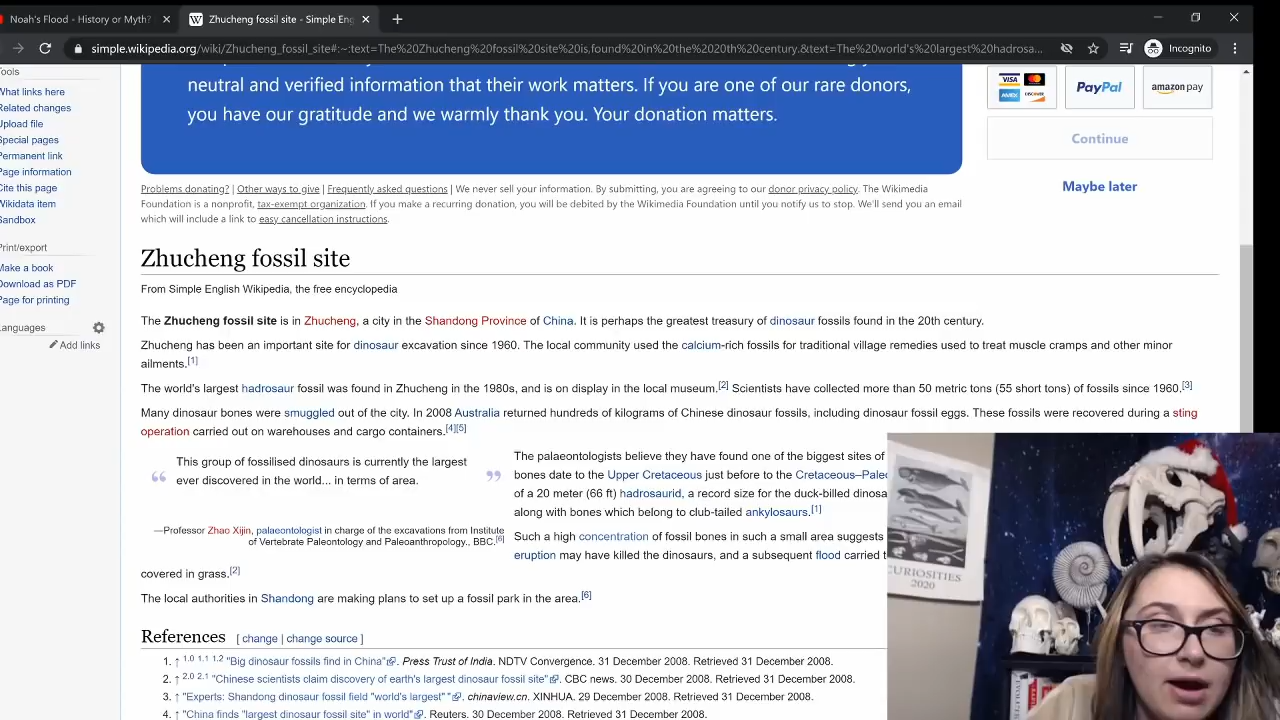 Noah's Flood - History or Myth?
Zhucheng fossil site - Simple Eng
simple.wikipedia.org/wiki/Zhucheng_fossil_site#:~:text=The%20Zhucheng%20fossil%20site%20is,found%20in%20the%2020th%20century.&text=The%20world's%20largest%20hadrosa...
Incognito
Tools
What links here
Related changes
Upload file
Special pages
Permanent link
Page information
Cite this page
Wikidata item
Sandbox
Print/export
Make a book
Download as PDF
Page for printing
Languages
Add links
neutral and verified information that their work matters. If you are one of our rare donors,
you have our gratitude and we warmly thank you. Your donation matters.
VISA
AMEX DISCOVER
PayPal
amazon pay
Continue
Maybe later
Problems donating? | Other ways to give | Frequently asked questions | We never sell your information. By submitting, you are agreeing to our donor privacy policy. The Wikimedia
Foundation is a nonprofit, tax-exempt organization. If you make a recurring donation, you will be debited by the Wikimedia Foundation until you notify us to stop. We'll send you an email
which will include a link to easy cancellation instructions.
Zhucheng fossil site
From Simple English Wikipedia, the free encyclopedia
The Zhucheng fossil site is in Zhucheng, a city in the Shandong Province of China. It is perhaps the greatest treasury of dinosaur fossils found in the 20th century.
Zhucheng has been an important site for dinosaur excavation since 1960. The local community used the calcium-rich fossils for traditional village remedies used to treat muscle cramps and other minor
ailments.[1]
The world's largest hadrosaur fossil was found in Zhucheng in the 1980s, and is on display in the local museum.[2] Scientists have collected more than 50 metric tons (55 short tons) of fossils since 1960.[3]
Many dinosaur bones were smuggled out of the city. In 2008 Australia returned hundreds of kilograms of Chinese dinosaur fossils, including dinosaur fossil eggs. These fossils were recovered during a sting
operation carried out on warehouses and cargo containers.[4][5]
“ This group of fossilised dinosaurs is currently the largest ”
ever discovered in the world... in terms of area.
—Professor Zhao Xijin, palaeontologist in charge of the excavations from Institute
of Vertebrate Paleontology and Paleoanthropology., BBC.[6]
The palaeontologists believe they have found one of the biggest sites of
bones date to the Upper Cretaceous just before to the Cretaceous–Pale
of a 20 meter (66 ft) hadrosaurid, a record size for the duck-billed dinosa
along with bones which belong to club-tailed ankylosaurs.[1]
Such a high concentration of fossil bones in such a small area suggests
eruption may have killed the dinosaurs, and a subsequent flood carried t
covered in grass.[2]
The local authorities in Shandong are making plans to set up a fossil park in the area.[6]
References [ change | change source ]
1. ↑ 1.0 1.1 1.2 "Big dinosaur fossils find in China". Press Trust of India. NDTV Convergence. 31 December 2008. Retrieved 31 December 2008.
2. ↑ 2.0 2.1 "Chinese scientists claim discovery of earth's largest dinosaur fossil site". CBC news. 30 December 2008. Retrieved 31 December 2008.
3. ↑ "Experts: Shandong dinosaur fossil field "world's largest" ". chinaview.cn. XINHUA. 29 December 2008. Retrieved 31 December 2008.
4. ↑ "China finds "largest dinosaur fossil site" in world". Reuters. 30 December 2008. Retrieved 31 December 2008.
CURIOSITIES
2020